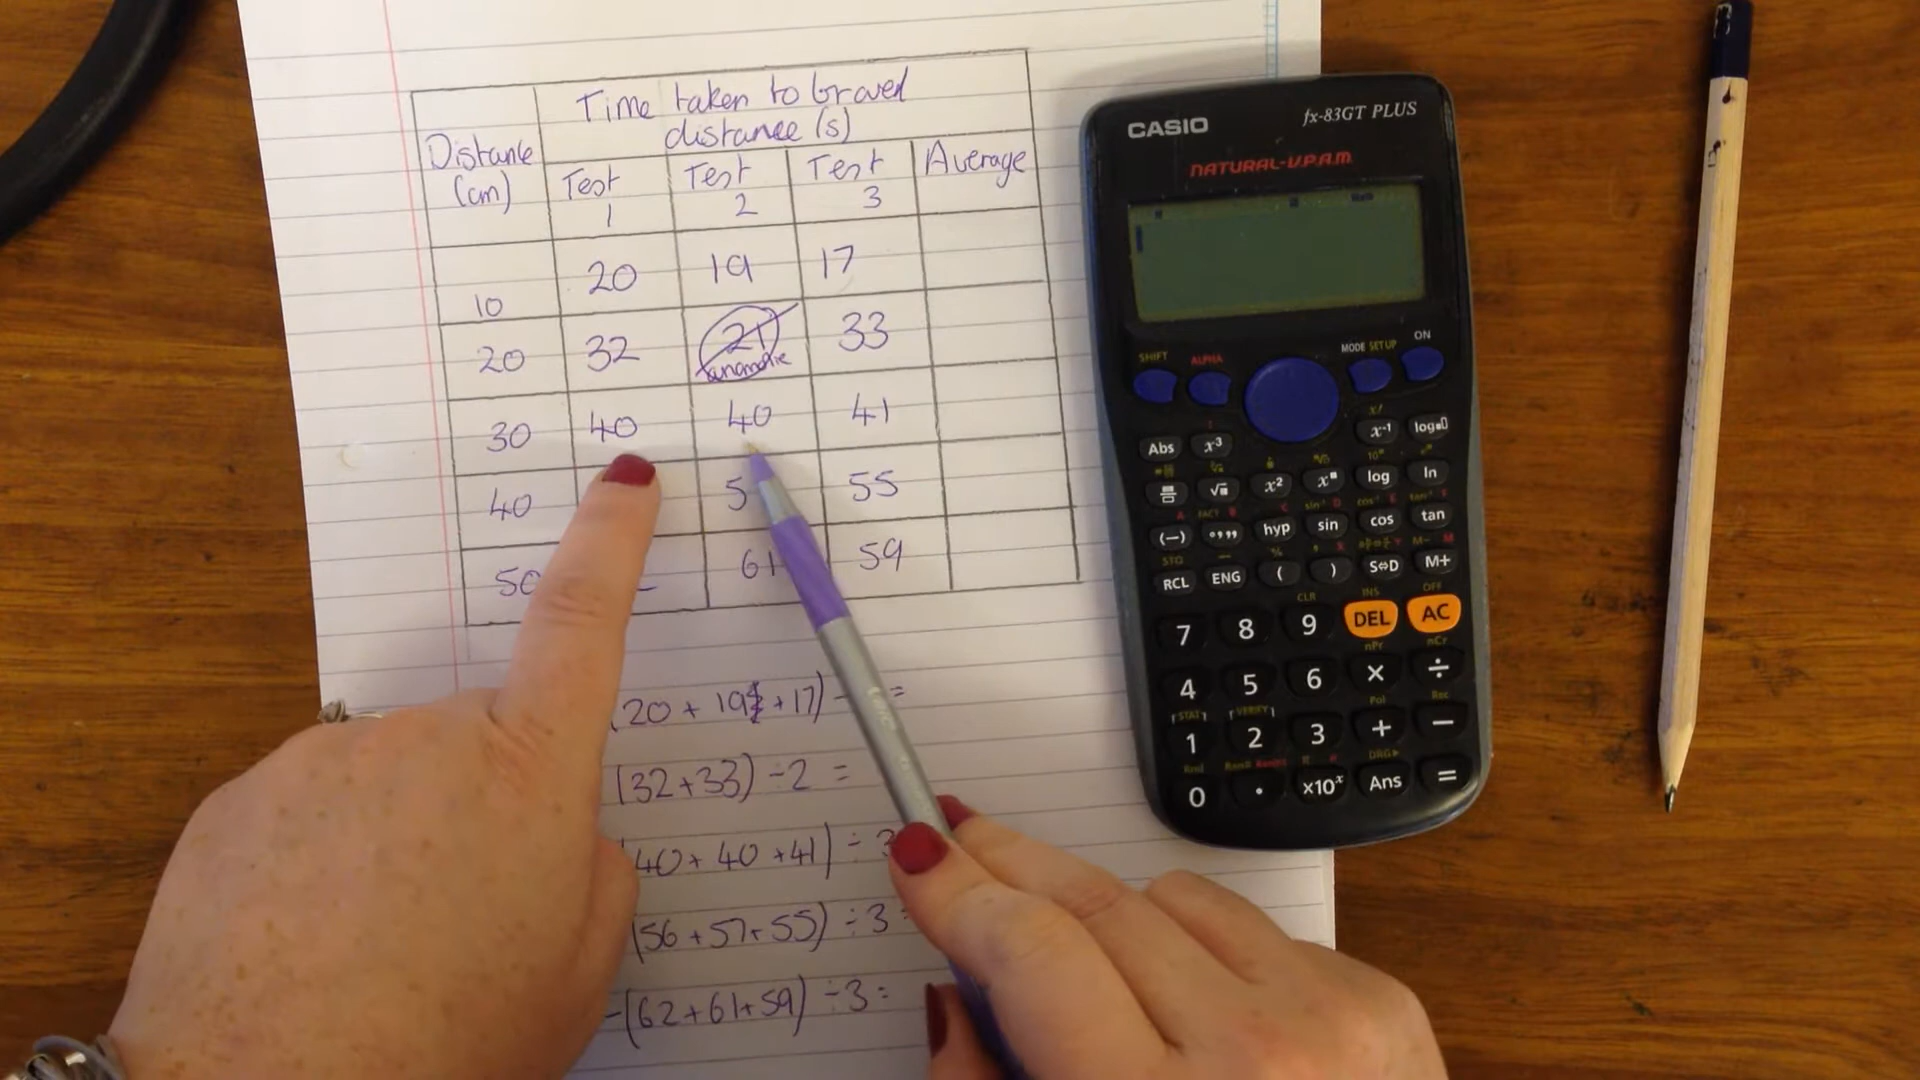 Time taken to travel
distance (s)
Distance
(cm)
Test
1
Test
2
Test
3
Average
10 20 19 17
20 32 21 33
anomalie
30 40 40 41
40 5 55
50 61 59
(20 + 19 + 17) =
(32+33) ÷2 =
40+ 40 +41) ÷ 3
(56 +57+ 55) ÷3
(62+61+59) ÷3=
CASIO fx-83GT PLUS
NATURAL-V.P.A.M.
SHIFT ALPHA MODE SETUP ON
Abs x³ x⁻¹ log
√ x² log ln
(−) hyp sin cos tan
RCL ENG ( ) S⇔D M+
7 8 9 DEL AC
4 5 6 × ÷
1 2 3 + −
0 . ×10ˣ Ans =